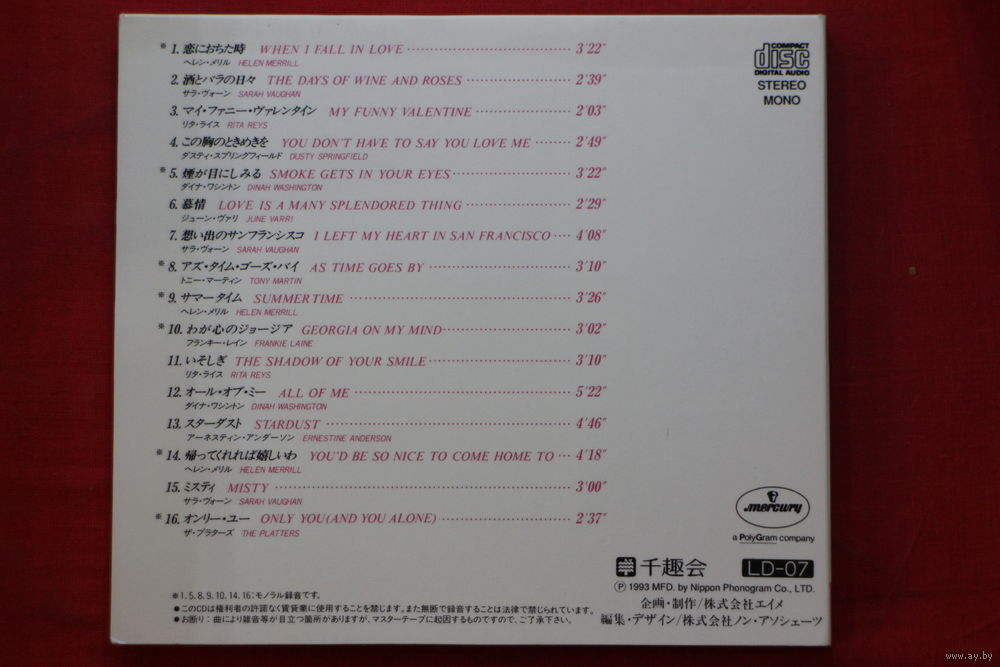 ※ 1. 恋におちた時 WHEN I FALL IN LOVE 3'22"
ヘレン・メリル HELEN MERRILL
2. 酒とバラの日々 THE DAYS OF WINE AND ROSES 2'39"
サラ・ヴォーン SARAH VAUGHAN
3. マイ・ファニー・ヴァレンタイン MY FUNNY VALENTINE 2'03"
リタ・ライス RITA REYS
4. この胸のときめきを YOU DON'T HAVE TO SAY YOU LOVE ME 2'49"
ダスティ・スプリングフィールド DUSTY SPRINGFIELD
※ 5. 煙が目にしみる SMOKE GETS IN YOUR EYES 3'22"
ダイナ・ワシントン DINAH WASHINGTON
6. 慕情 LOVE IS A MANY SPLENDORED THING 2'29"
ジューン・ヴァリ JUNE VARRI
7. 想い出のサンフランシスコ I LEFT MY HEART IN SAN FRANCISCO 4'08"
サラ・ヴォーン SARAH VAUGHAN
※ 8. アズ・タイム・ゴーズ・バイ AS TIME GOES BY 3'10"
トニー・マーティン TONY MARTIN
※ 9. サマータイム SUMMERTIME 3'26"
ヘレン・メリル HELEN MERRILL
※ 10. わが心のジョージア GEORGIA ON MY MIND 3'02"
フランキー・レイン FRANKIE LAINE
11. いそしぎ THE SHADOW OF YOUR SMILE 3'10"
リタ・ライス RITA REYS
12. オール・オブ・ミー ALL OF ME 5'22"
ダイナ・ワシントン DINAH WASHINGTON
13. スターダスト STARDUST 4'46"
アーネスティン・アンダーソン ERNESTINE ANDERSON
※ 14. 帰ってくれれば嬉しいわ YOU'D BE SO NICE TO COME HOME TO 4'18"
ヘレン・メリル HELEN MERRILL
15. ミスティ MISTY 3'00"
サラ・ヴォーン SARAH VAUGHAN
※ 16. オンリー・ユー ONLY YOU (AND YOU ALONE) 2'37"
ザ・プラターズ THE PLATTERS
※1, 5, 8, 9, 10, 14, 16：モノラル録音です。
●このCDは権利者の許諾なく賃貸業に使用することを禁じます。また無断で録音することは法律で禁じられています。
●お断り：曲により雑音等が目立つ箇所がありますが、マスターテープに起因するものですので、ご了承下さい。
COMPACT
disc
DIGITAL AUDIO
STEREO
MONO
mercury
a PolyGram company
千趣会 LD-07
Ⓟ 1993 MFD. by Nippon Phonogram Co., LTD.
企画・制作/株式会社エイメ
編集・デザイン/株式会社ノン・アソシェーツ
www.ay.by